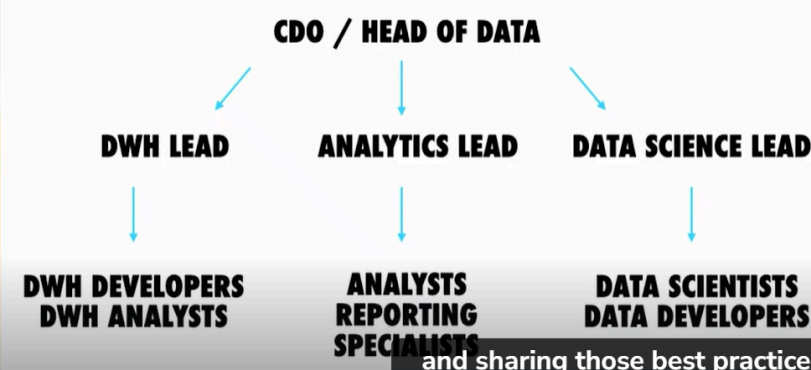 CDO / HEAD OF DATA
DWH LEAD
ANALYTICS LEAD
DATA SCIENCE LEAD
DWH DEVELOPERS
DWH ANALYSTS
ANALYSTS
REPORTING
SPECIALISTS
DATA SCIENTISTS
DATA DEVELOPERS
and sharing those best practice